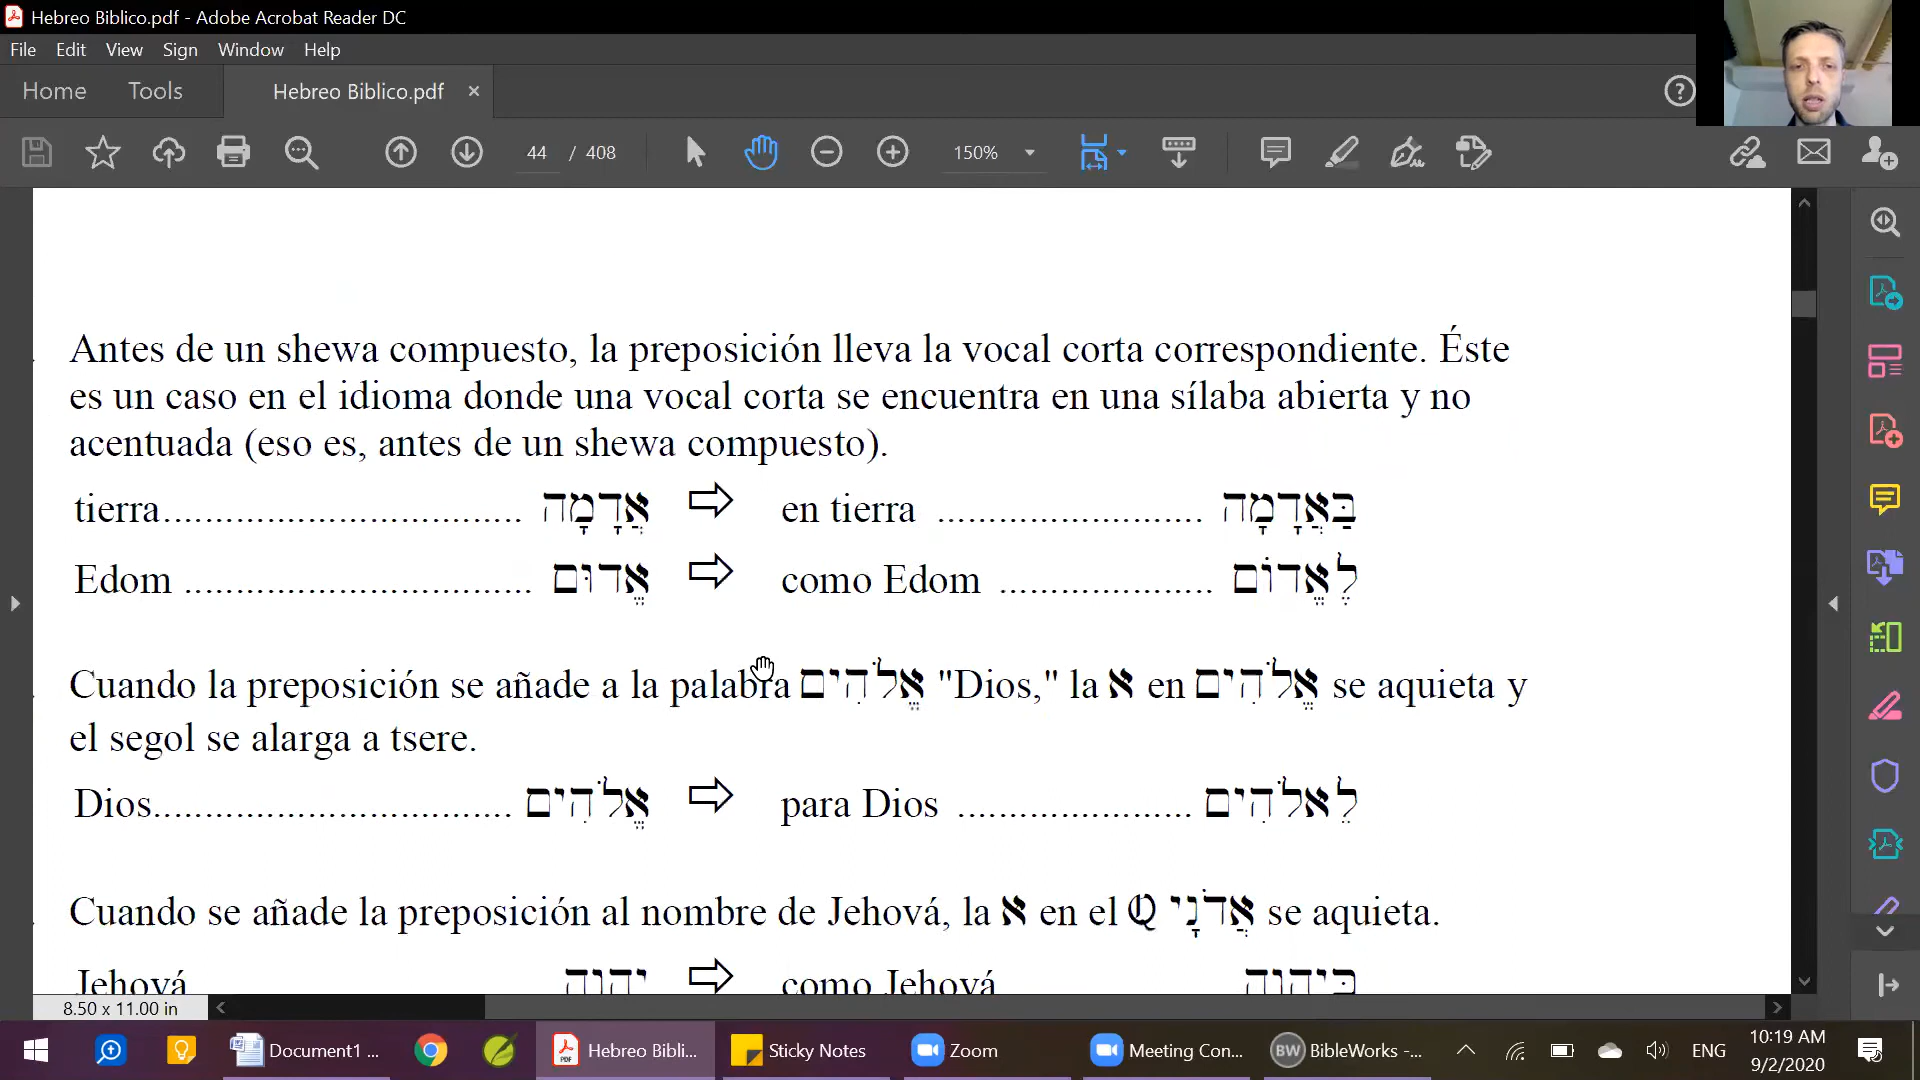 Hebreo Biblico.pdf - Adobe Acrobat Reader DC
File Edit View Sign Window Help
Home Tools Hebreo Biblico.pdf ×
44 / 408 150%
Antes de un shewa compuesto, la preposición lleva la vocal corta correspondiente. Éste
es un caso en el idioma donde una vocal corta se encuentra en una sílaba abierta y no
acentuada (eso es, antes de un shewa compuesto).
tierra.................................. אֲדָמָה ⇨ en tierra ......................... בַּאֲדָמָה
Edom ................................. אֱדוּם ⇨ como Edom .................... לֶאֱדוֹם
Cuando la preposición se añade a la palabra אֱלֹהִים "Dios," la א en אֱלֹהִים se aquieta y
el segol se alarga a tsere.
Dios.................................. אֱלֹהִים ⇨ para Dios ...................... לֵאלֹהִים
Cuando se añade la preposición al nombre de Jehová, la א en el ℚ אֲדֹנָי se aquieta.
Jehová יהוה ⇨ como Jehová כּיהוה
8.50 x 11.00 in
Document1 ... Hebreo Bibli... Sticky Notes Zoom Meeting Con... BW BibleWorks -... ENG 10:19 AM
9/2/2020